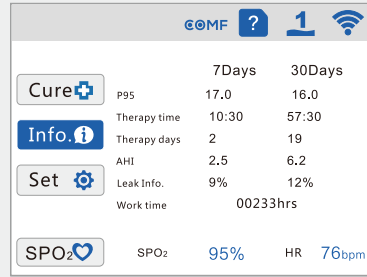 COMF ? 1
7Days 30Days
Cure
P95 17.0 16.0
Therapy time 10:30 57:30
Info. Therapy days 2 19
AHI 2.5 6.2
Set Leak Info. 9% 12%
Work time 00233hrs
SPO₂ SPO₂ 95% HR 76bpm